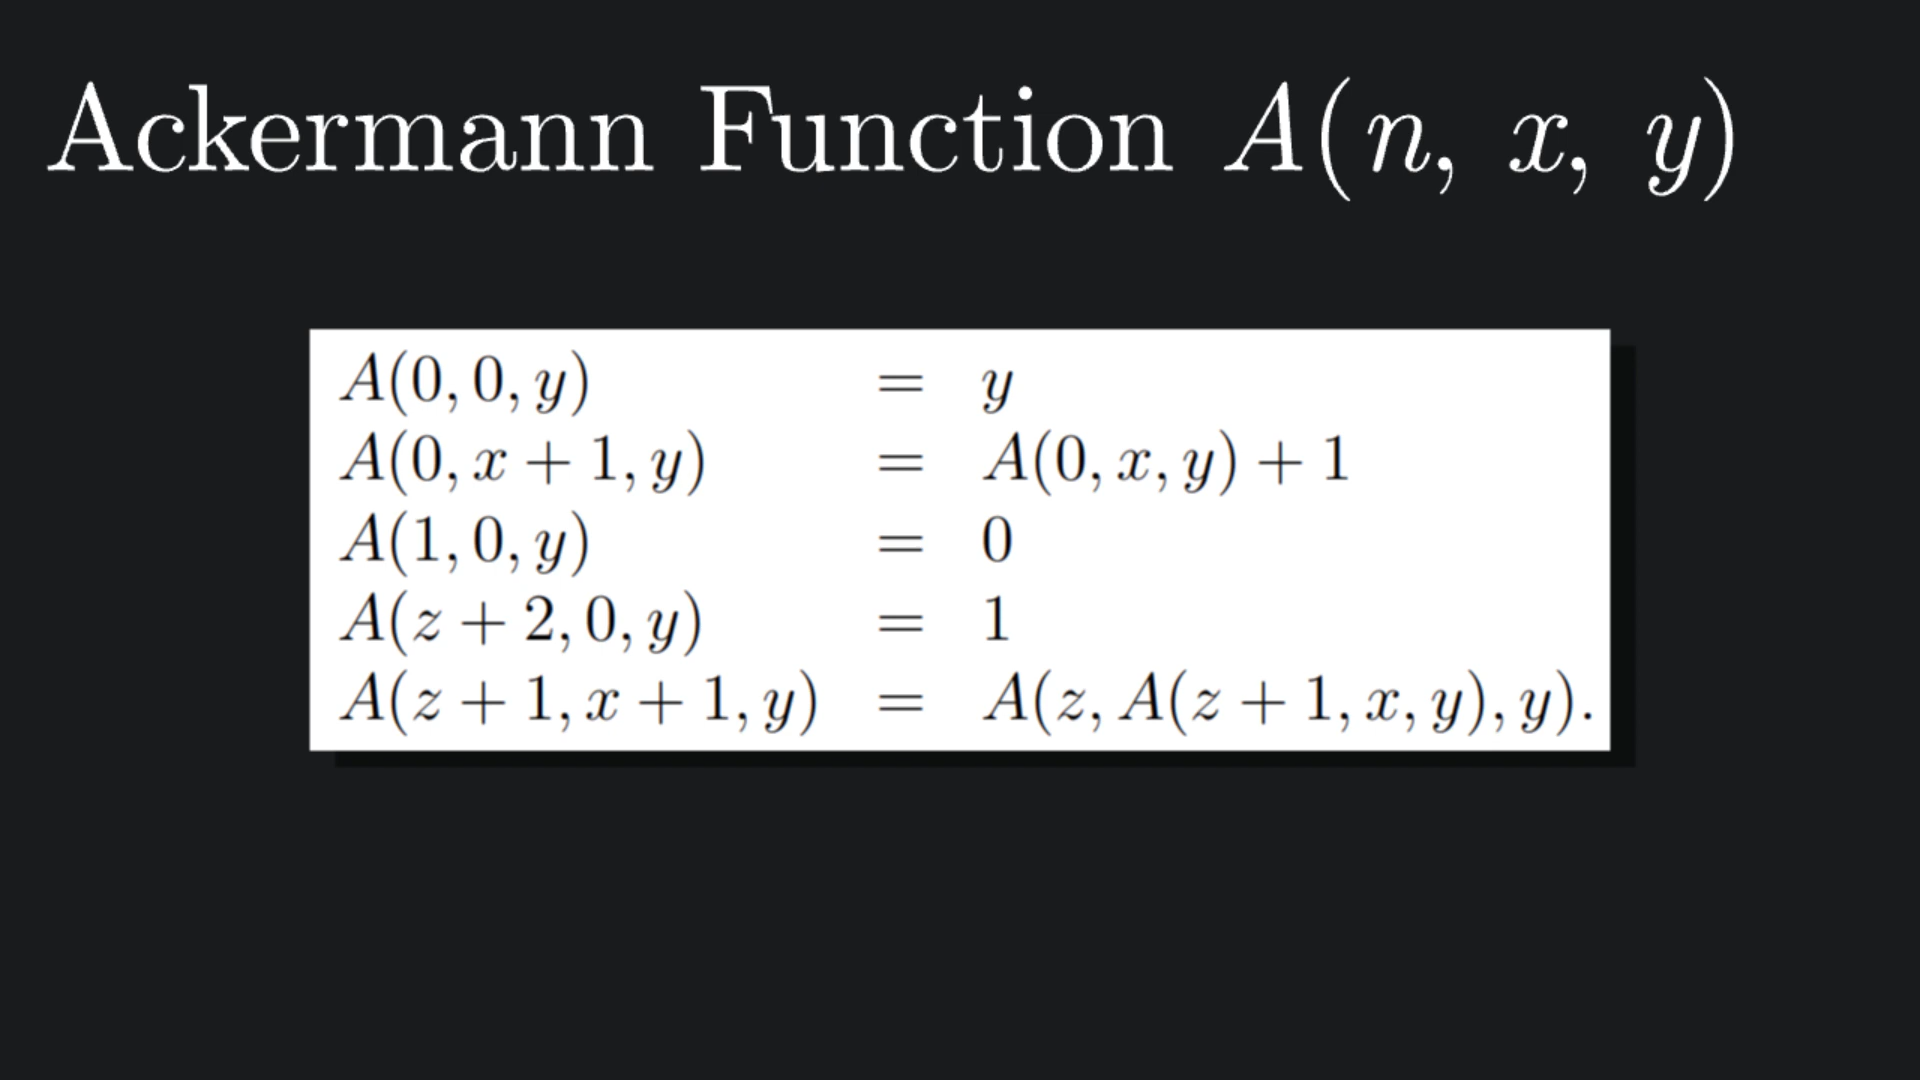 Ackermann Function A(n, x, y)
A(0, 0, y) = y
A(0, x + 1, y) = A(0, x, y) + 1
A(1, 0, y) = 0
A(z + 2, 0, y) = 1
A(z + 1, x + 1, y) = A(z, A(z + 1, x, y), y).